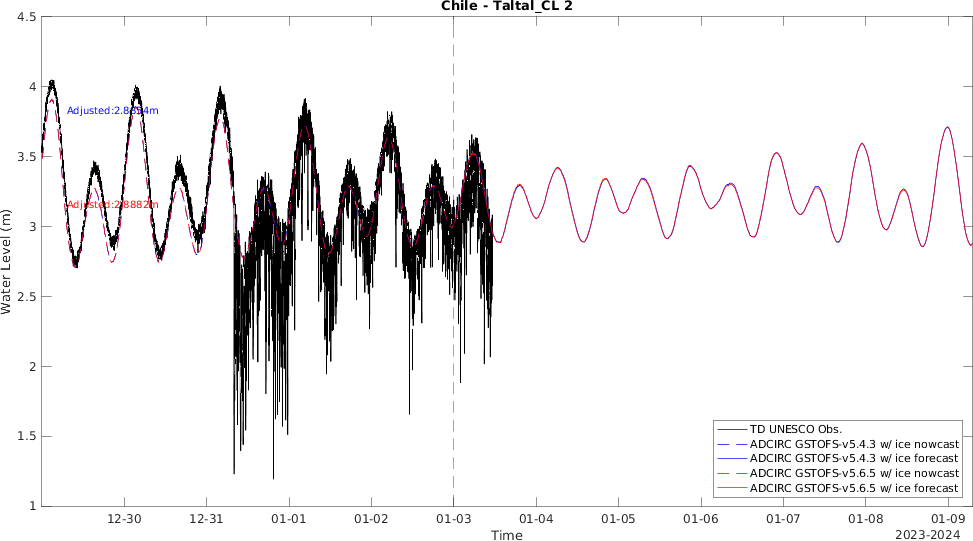 Chile - Taltal_CL 2
4.5
4
3.5
3
2.5
2
1.5
1
Water Level (m)
Adjusted:2.8882m
12-30
12-31
01-01
01-02
01-03
01-04
01-05
01-06
01-07
01-08
01-09
Time
2023-2024
TD UNESCO Obs.
ADCIRC GSTOFS-v5.4.3 w/ ice nowcast
ADCIRC GSTOFS-v5.4.3 w/ ice forecast
ADCIRC GSTOFS-v5.6.5 w/ ice nowcast
ADCIRC GSTOFS-v5.6.5 w/ ice forecast